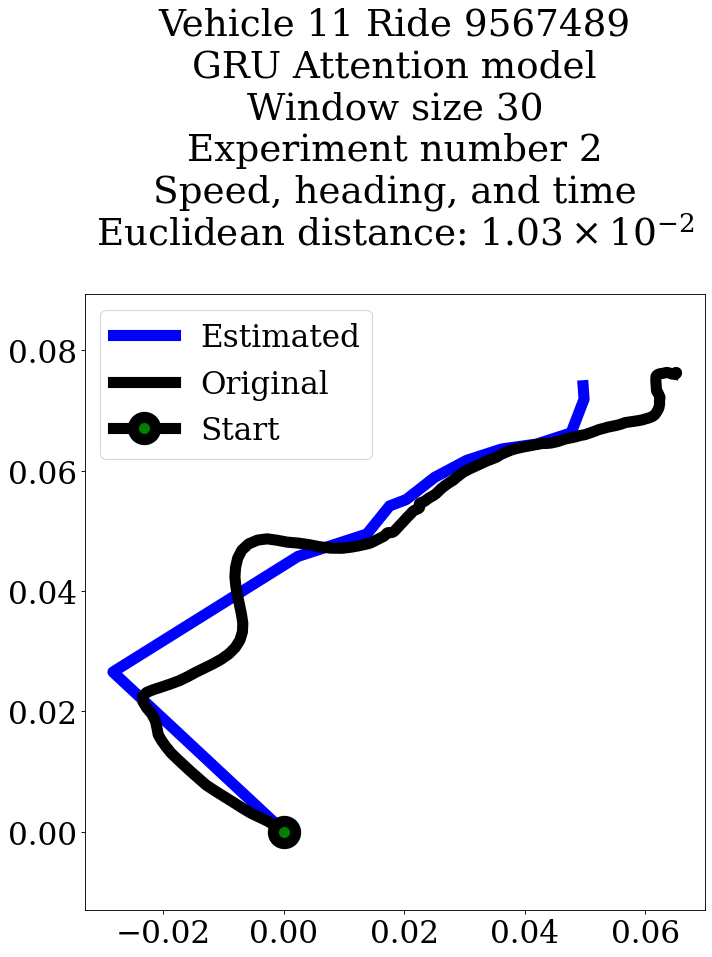 Vehicle 11 Ride 9567489
GRU Attention model
Window size 30
Experiment number 2
Speed, heading, and time
Euclidean distance: 1.03 × 10⁻²
Estimated
Original
Start
0.08
0.06
0.04
0.02
0.00
−0.02 0.00 0.02 0.04 0.06